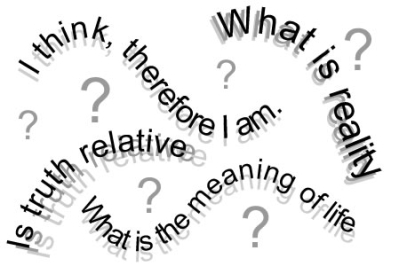 I think, therefore I am.
What is reality
?
?
?
?
Is truth relative
What is the meaning of life
?
?